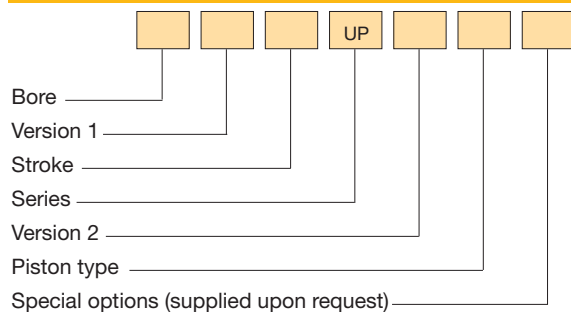 UP
Bore
Version 1
Stroke
Series
Version 2
Piston type
Special options (supplied upon request)